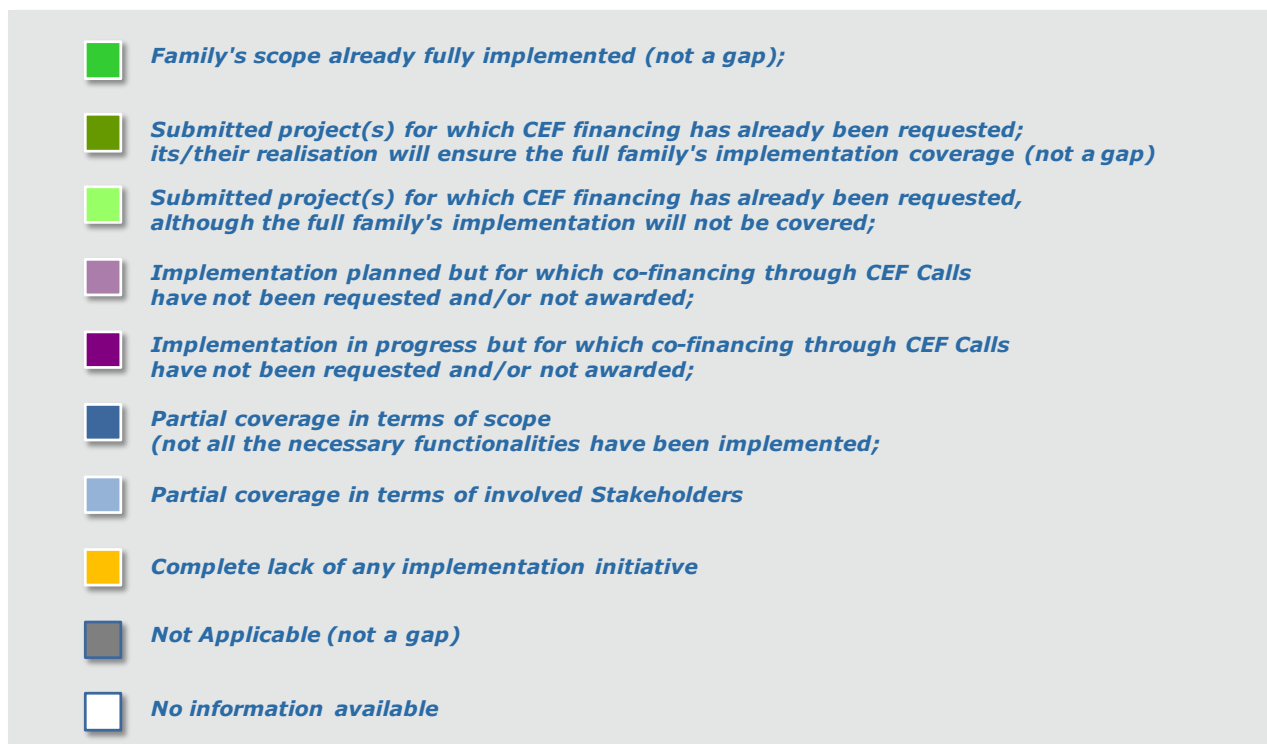 Family's scope already fully implemented (not a gap);
Submitted project(s) for which CEF financing has already been requested;
its/their realisation will ensure the full family's implementation coverage (not a gap)
Submitted project(s) for which CEF financing has already been requested,
although the full family's implementation will not be covered;
Implementation planned but for which co-financing through CEF Calls
have not been requested and/or not awarded;
Implementation in progress but for which co-financing through CEF Calls
have not been requested and/or not awarded;
Partial coverage in terms of scope
(not all the necessary functionalities have been implemented;
Partial coverage in terms of involved Stakeholders
Complete lack of any implementation initiative
Not Applicable (not a gap)
No information available